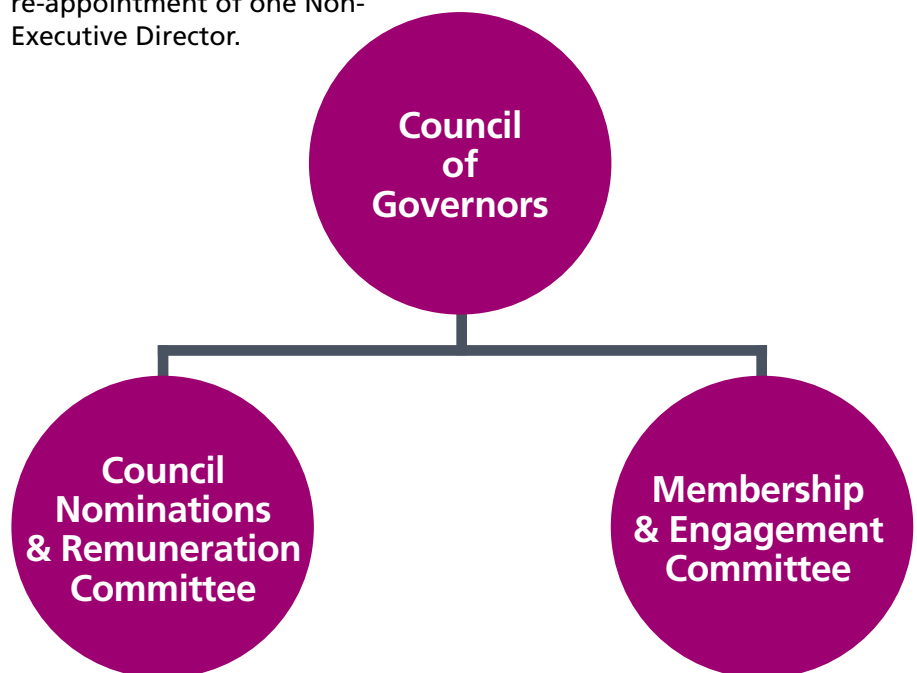 re-appointment of one Non-
Executive Director.
Council
of
Governors
Council
Nominations
& Remuneration
Committee
Membership
& Engagement
Committee